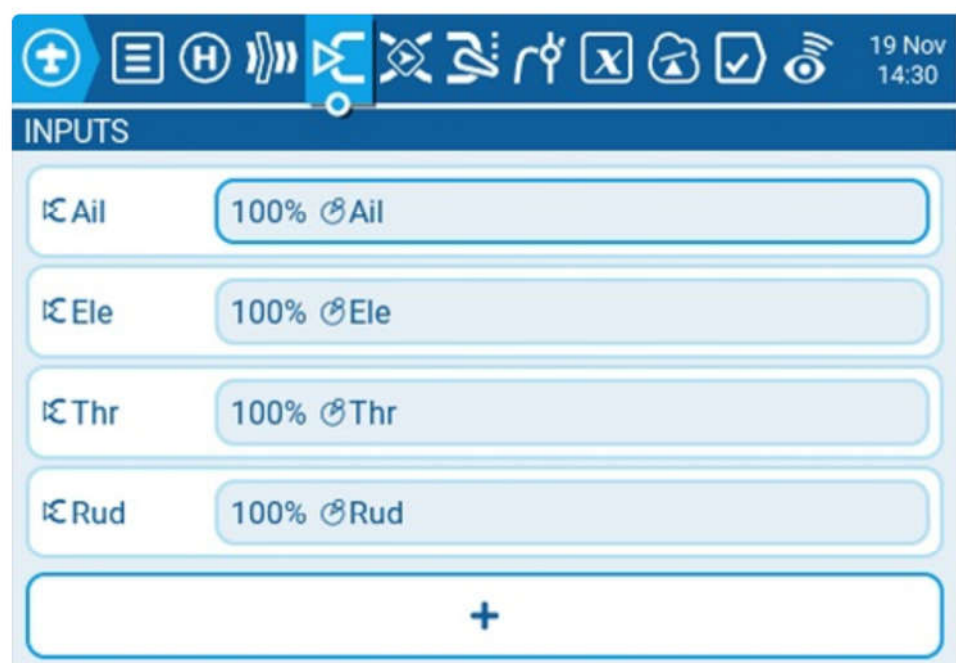 19 Nov
14:30
INPUTS
Ail 100% Ail
Ele 100% Ele
Thr 100% Thr
Rud 100% Rud
+